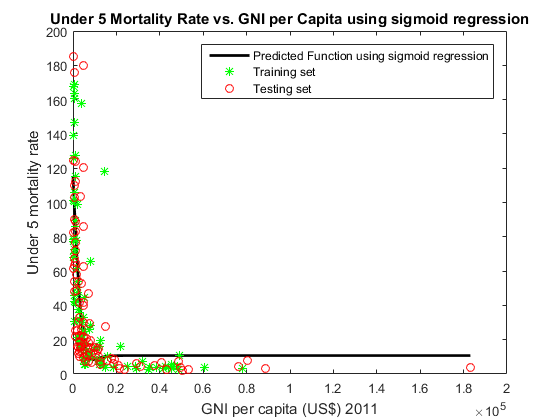 Under 5 Mortality Rate vs. GNI per Capita using sigmoid regression
Predicted Function using sigmoid regression
Training set
Testing set
Under 5 mortality rate
200
180
160
140
120
100
80
60
40
20
0
0 0.2 0.4 0.6 0.8 1 1.2 1.4 1.6 1.8 2
× 10^5
GNI per capita (US$) 2011